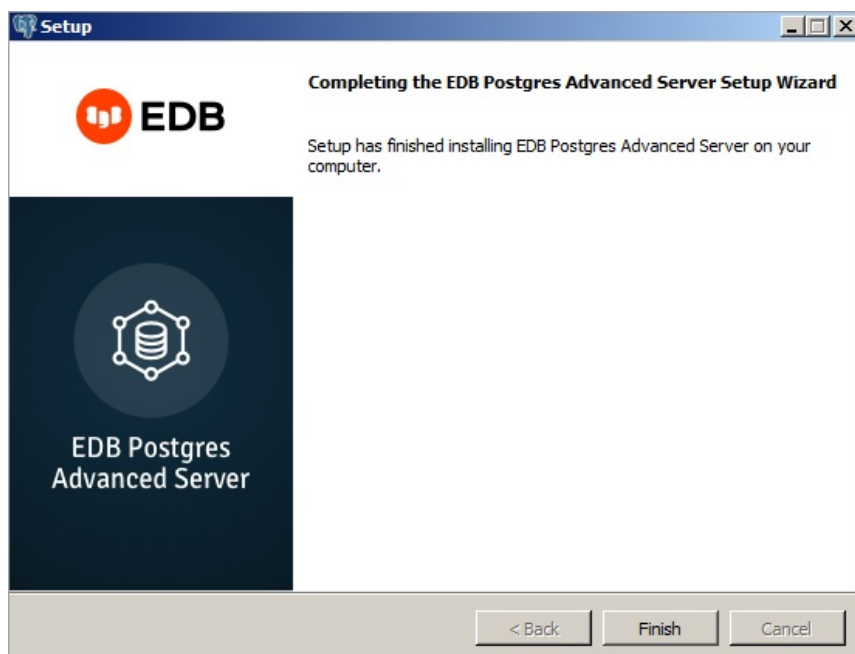 Setup
EDB
Completing the EDB Postgres Advanced Server Setup Wizard
Setup has finished installing EDB Postgres Advanced Server on your
computer.
EDB Postgres
Advanced Server
< Back
Finish
Cancel